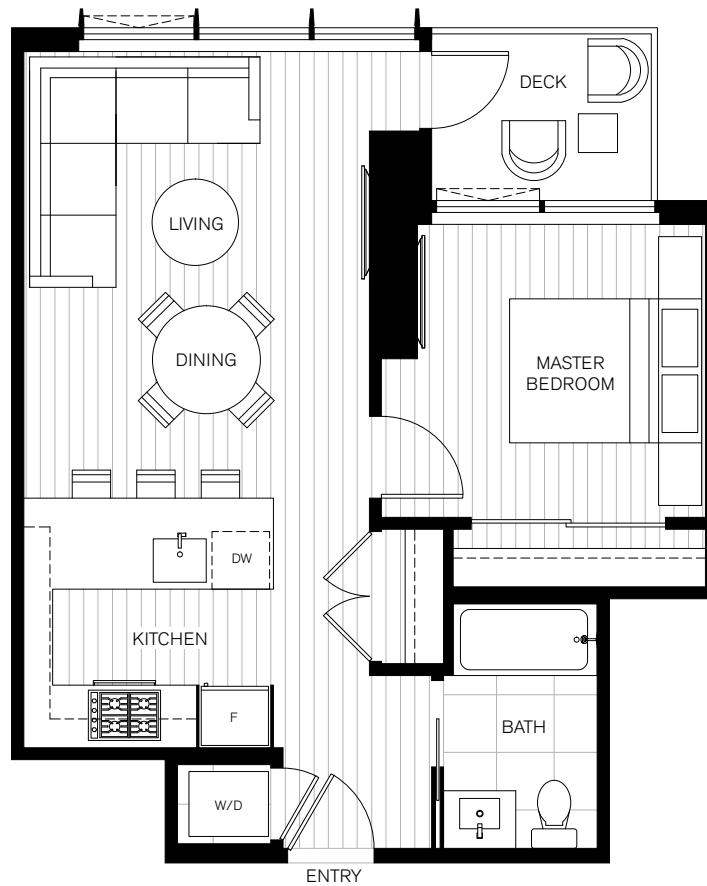 DECK
LIVING
DINING
MASTER
BEDROOM
DW
KITCHEN
F
BATH
W/D
ENTRY